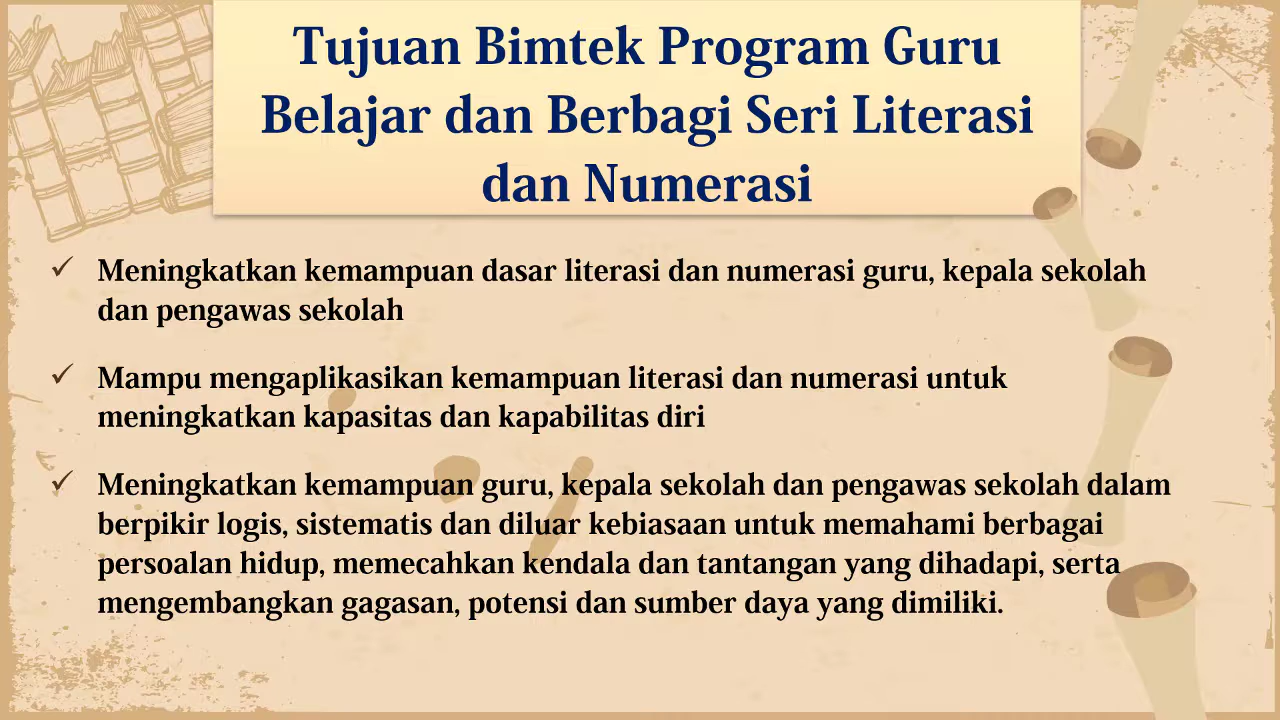 Tujuan Bimtek Program Guru
Belajar dan Berbagi Seri Literasi
dan Numerasi
✓ Meningkatkan kemampuan dasar literasi dan numerasi guru, kepala sekolah
dan pengawas sekolah
✓ Mampu mengaplikasikan kemampuan literasi dan numerasi untuk
meningkatkan kapasitas dan kapabilitas diri
✓ Meningkatkan kemampuan guru, kepala sekolah dan pengawas sekolah dalam
berpikir logis, sistematis dan diluar kebiasaan untuk memahami berbagai
persoalan hidup, memecahkan kendala dan tantangan yang dihadapi, serta
mengembangkan gagasan, potensi dan sumber daya yang dimiliki.